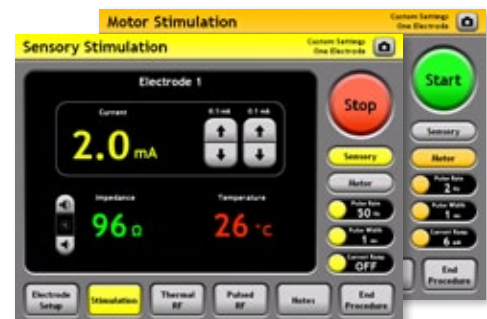 Motor Stimulation
Custom Settings
One Electrode
Sensory Stimulation
Custom Settings
One Electrode
Electrode 1
Current
0.1 mA
0.1 mA
2.0 mA
Impedance
96 Ω
Temperature
26 °C
Stop
Sensory
Motor
Pulse Rate
50 Hz
Pulse Width
1 ms
Current Ramp
OFF
Electrode
Setup
Stimulation
Thermal
RF
Pulsed
RF
Notes
End
Procedure
Start
Sensory
Motor
Pulse Rate
2 Hz
Pulse Width
1 ms
Current Ramp
6
End
Procedure